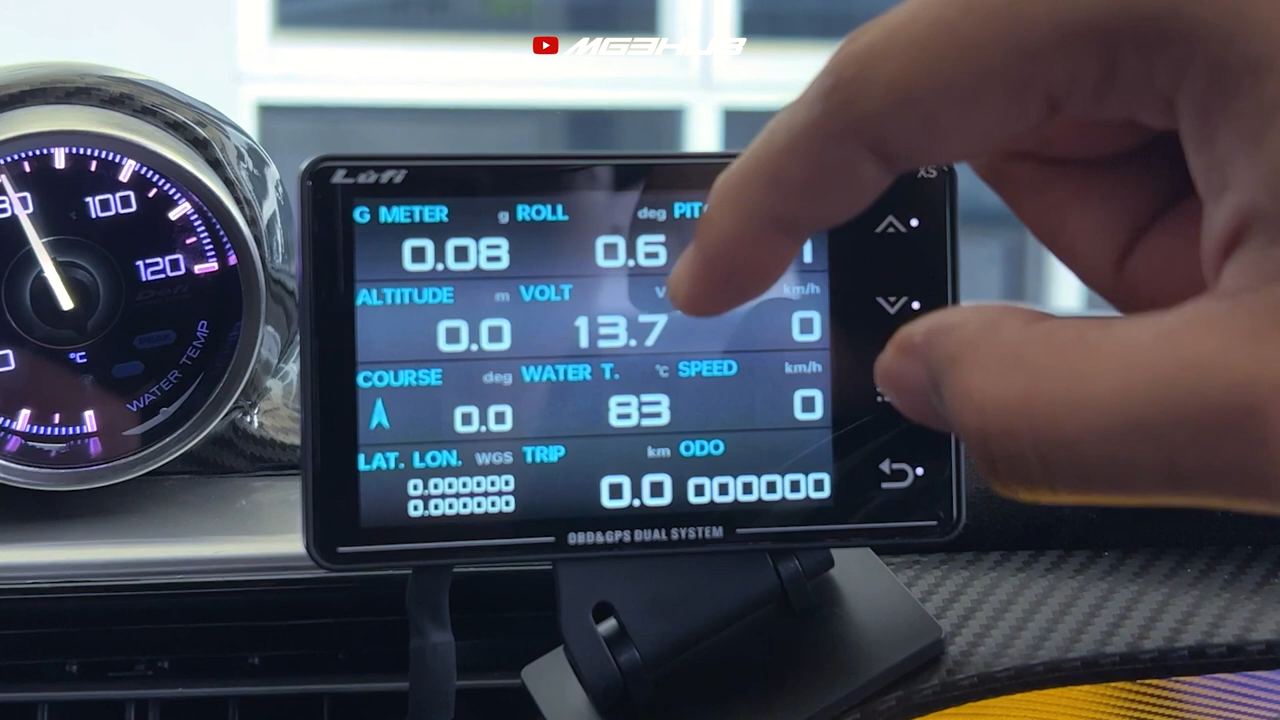 MG3HUB
Lufi
XS
G METER g ROLL deg
0.08 0.6
ALTITUDE m VOLT V km/h
0.0 13.7 0
COURSE deg WATER T. °C SPEED km/h
0.0 83 0
LAT. LON. WGS TRIP km ODO
0.000000
0.000000
0.0 000000
OBD&GPS DUAL SYSTEM
100
120
°C
WATER TEMP